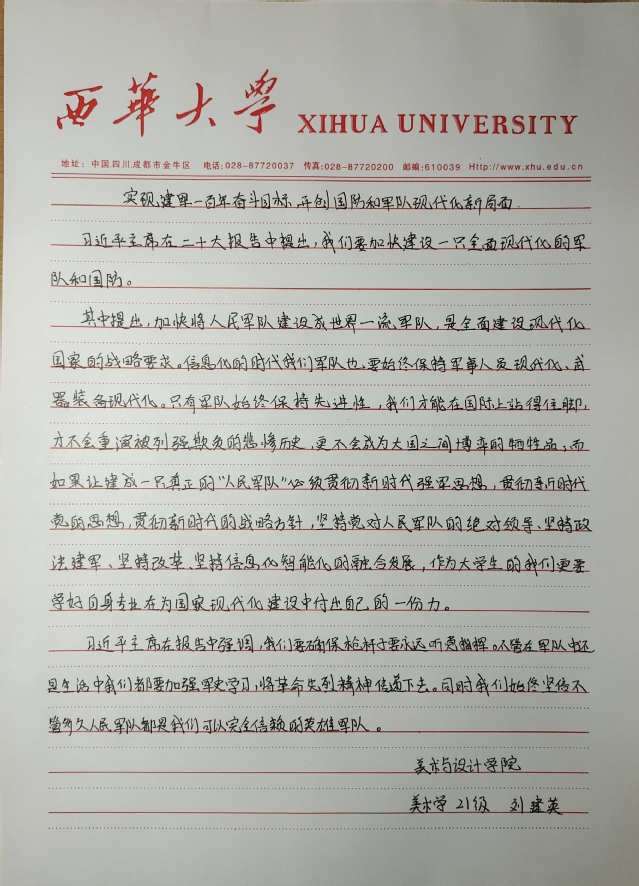 西華大學 XIHUA UNIVERSITY
地址：中国.四川.成都市金牛区 电话:028-87720037 传真:028-87720200 邮编:610039 Http://www.xhu.edu.cn
实现建军一百年奋斗目标,开创国防和军队现代化新局面.
习近平主席在二十大报告中提出,我们要加快建设一只全面现代化的军
队和国防。
其中提出,加快将人民军队建设成世界一流军队,是全面建设现代化
国家的战略要求。信息化的时代我们军队也要始终保持军事人员现代化、武
器装备现代化。只有军队始终保持先进性,我们才能在国际上站得住脚,
才不会重演被列强欺负的悲惨历史,更不会成为大国之间博弈的牺牲品,而
如果让建成一只真正的“人民军队”必须贯彻新时代强军思想,贯彻新时代
党的思想,贯彻新时代的战略方针,坚持党对人民军队的绝对领导、坚持政
法建军、坚持改革、坚持信息化智能化的融合发展,作为大学生的我们更要
学好自身专业在为国家现代化建设中付出自己的一份力。
习近平主席在报告中强调,我们要确保枪杆子要永远听党指挥。不管在军队中还
是生活中我们都要加强军史学习,将革命先烈精神传递下去。同时我们始终坚信不
管多久人民军队都是我们可以完全信赖的英雄军队。
美术与设计学院
美术学21级 刘建英